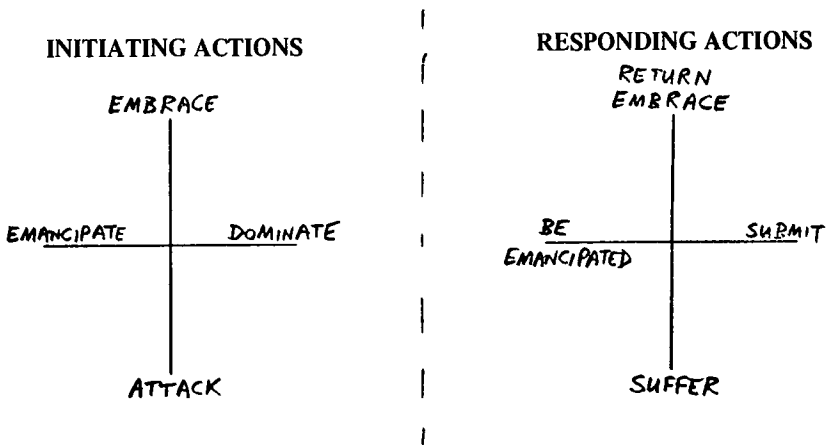 INITIATING ACTIONS
EMBRACE
EMANCIPATE
DOMINATE
ATTACK
RESPONDING ACTIONS
RETURN
EMBRACE
BE
EMANCIPATED
SUBMIT
SUFFER